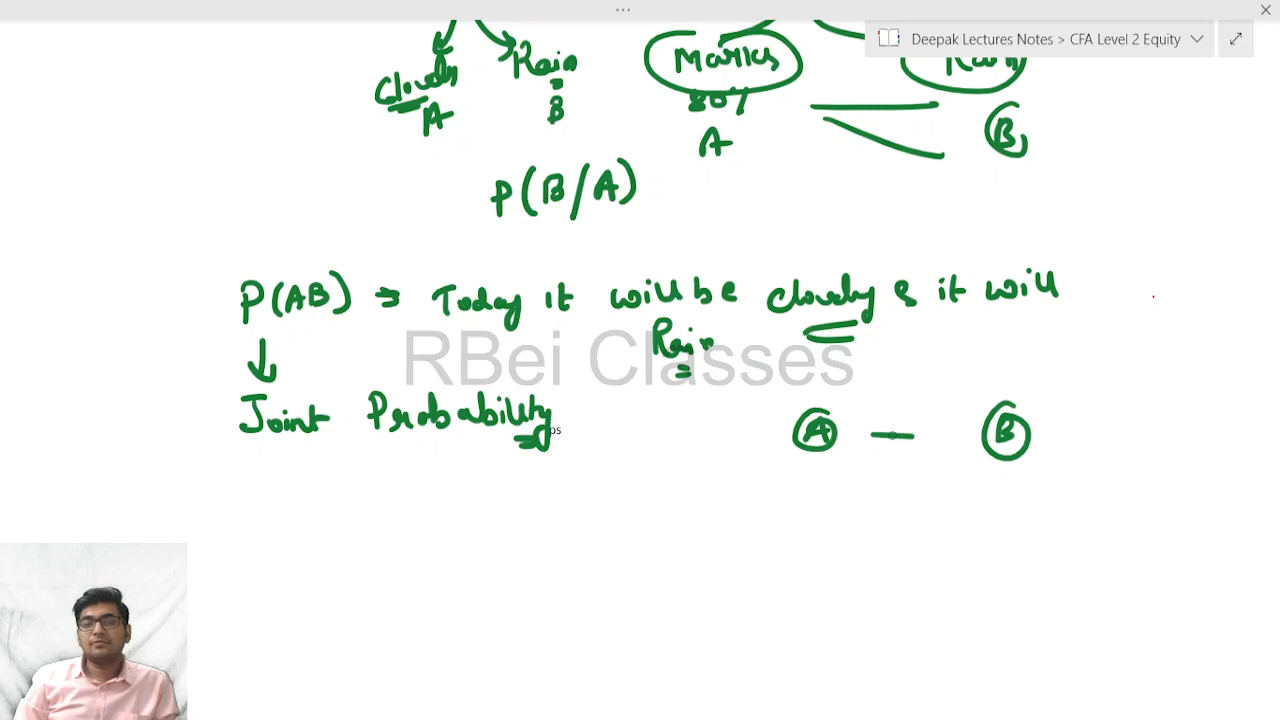 Deepak Lectures Notes > CFA Level 2 Equity
Cloudy Rain Marks
A B 80%
A B
P(B/A)
P(AB) ⇒ Today it will be cloudy & it will
Rain
RBei Classes
Joint Probability
A — B